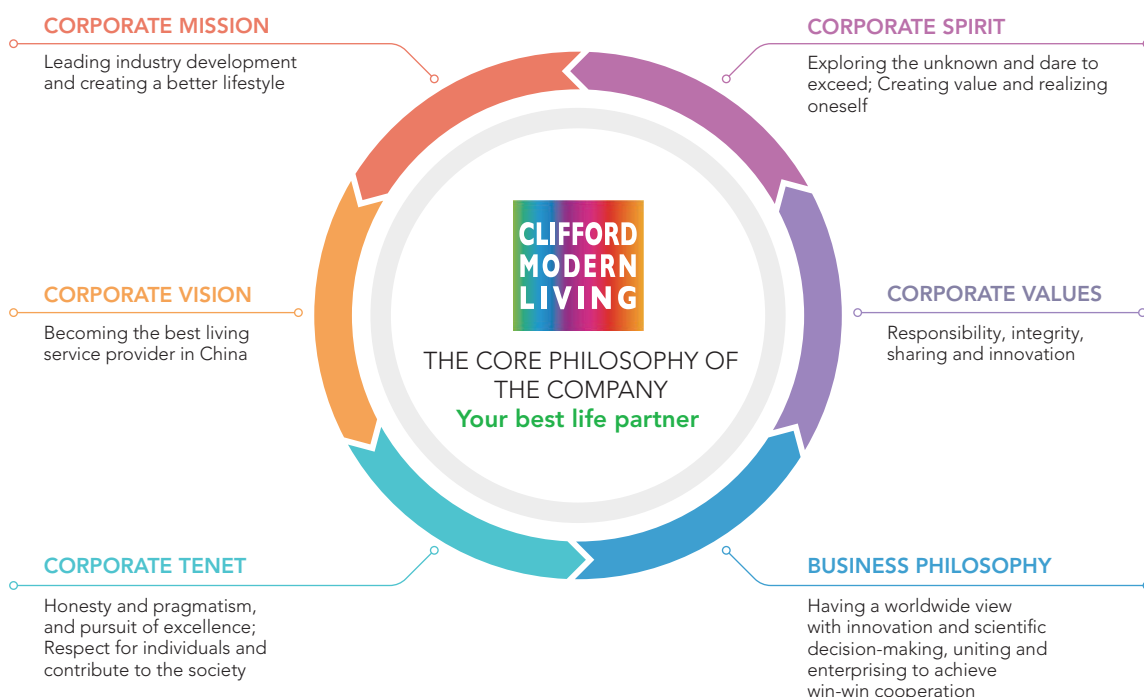 CORPORATE MISSION
Leading industry development
and creating a better lifestyle
CORPORATE SPIRIT
Exploring the unknown and dare to
exceed; Creating value and realizing
oneself
CLIFFORD
MODERN
LIVING
THE CORE PHILOSOPHY OF
THE COMPANY
Your best life partner
CORPORATE VISION
Becoming the best living
service provider in China
CORPORATE VALUES
Responsibility, integrity,
sharing and innovation
CORPORATE TENET
Honesty and pragmatism,
and pursuit of excellence;
Respect for individuals and
contribute to the society
BUSINESS PHILOSOPHY
Having a worldwide view
with innovation and scientific
decision-making, uniting and
enterprising to achieve
win-win cooperation